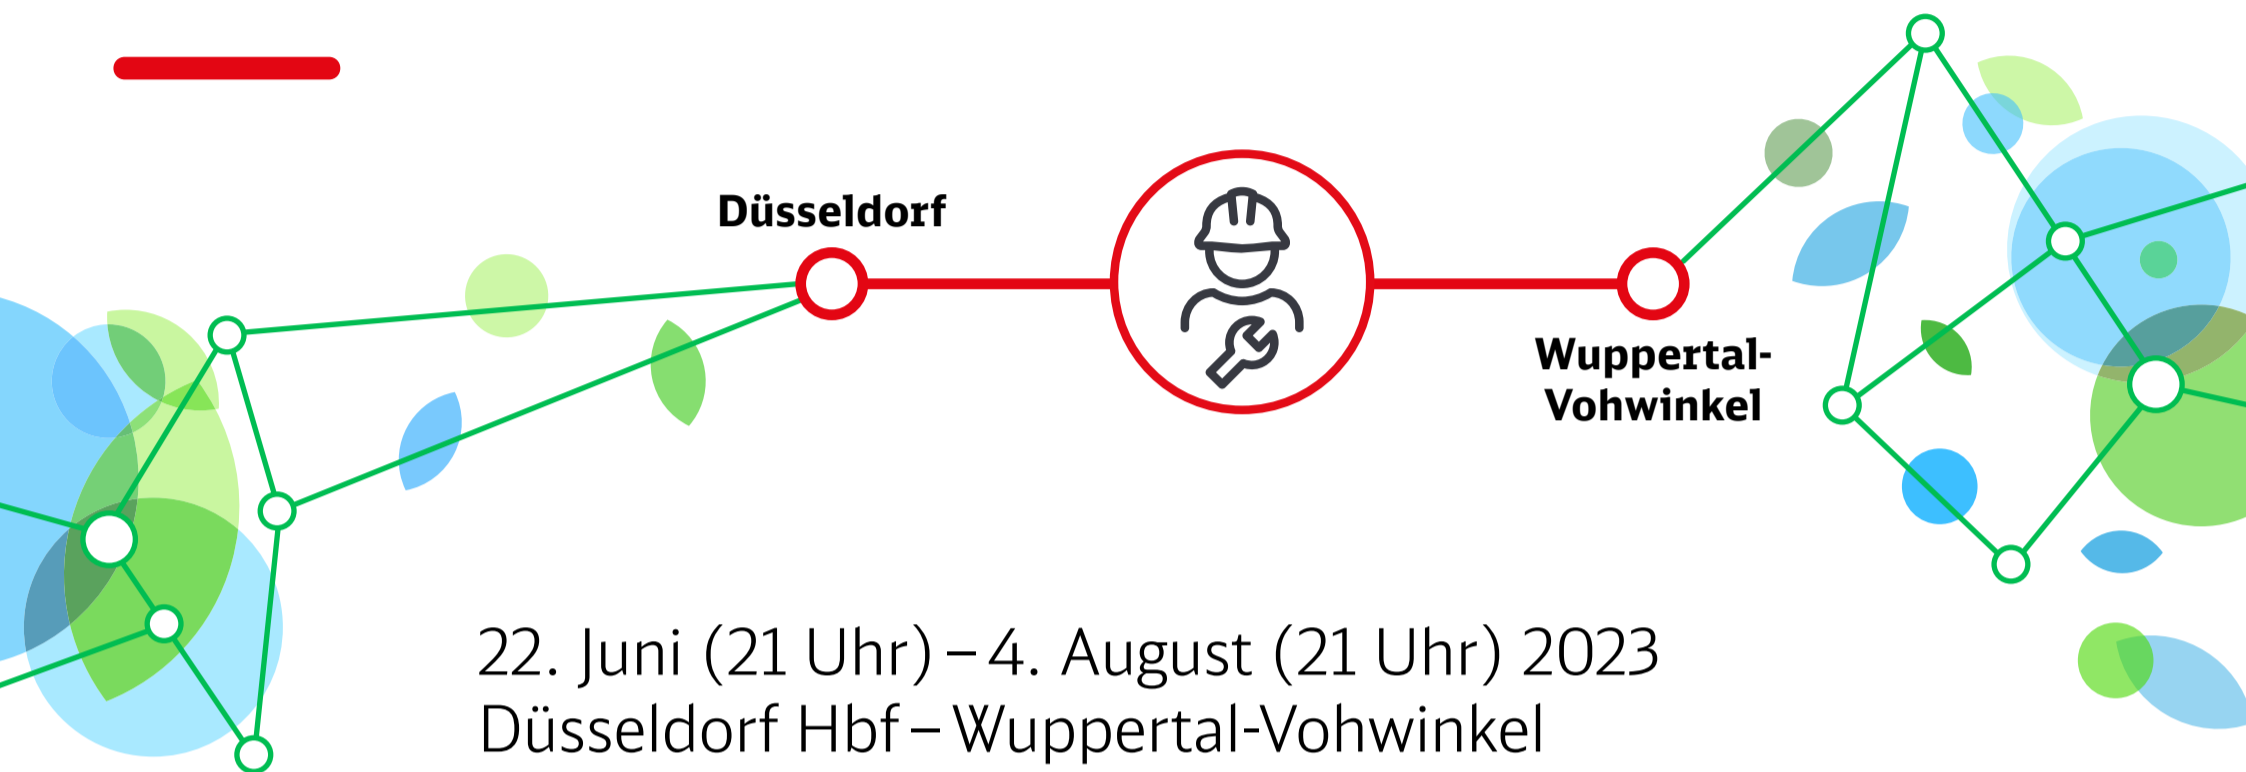 Düsseldorf
Wuppertal-
Vohwinkel
22. Juni (21 Uhr) – 4. August (21 Uhr) 2023
Düsseldorf Hbf – Wuppertal-Vohwinkel